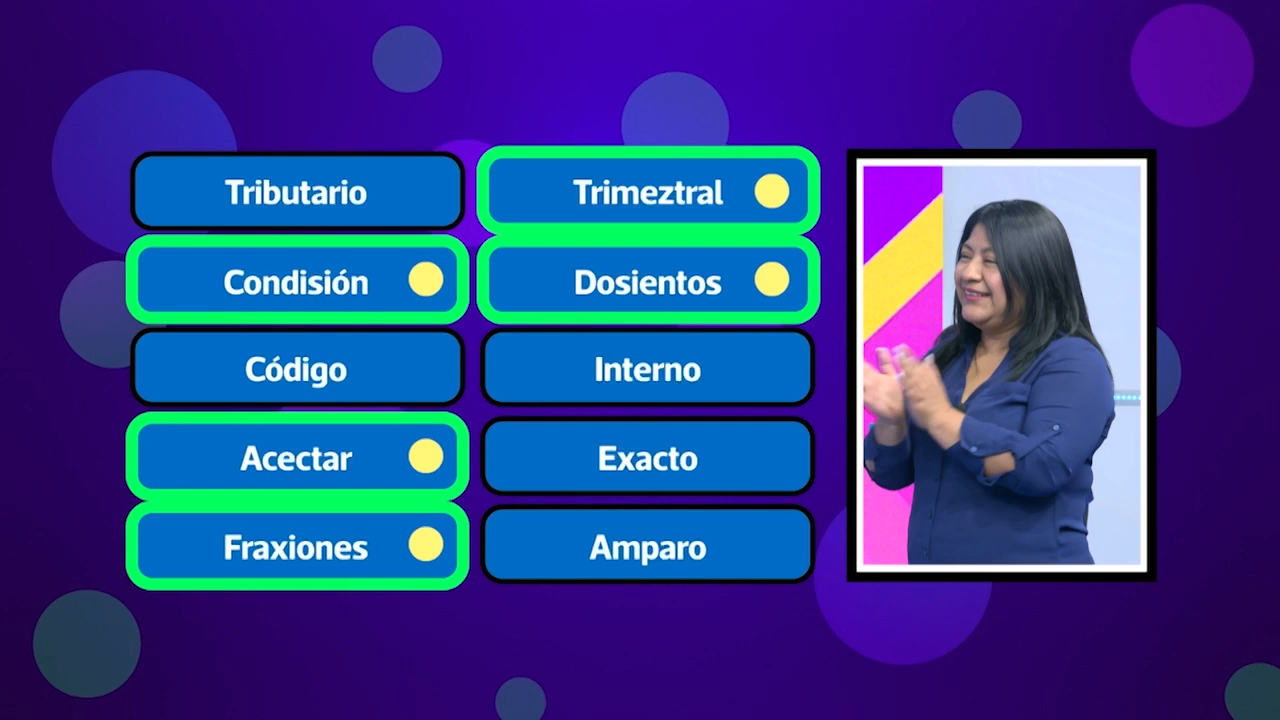 Tributario
Trimeztral
Condisión
Dosientos
Código
Interno
Acectar
Exacto
Fraxiones
Amparo